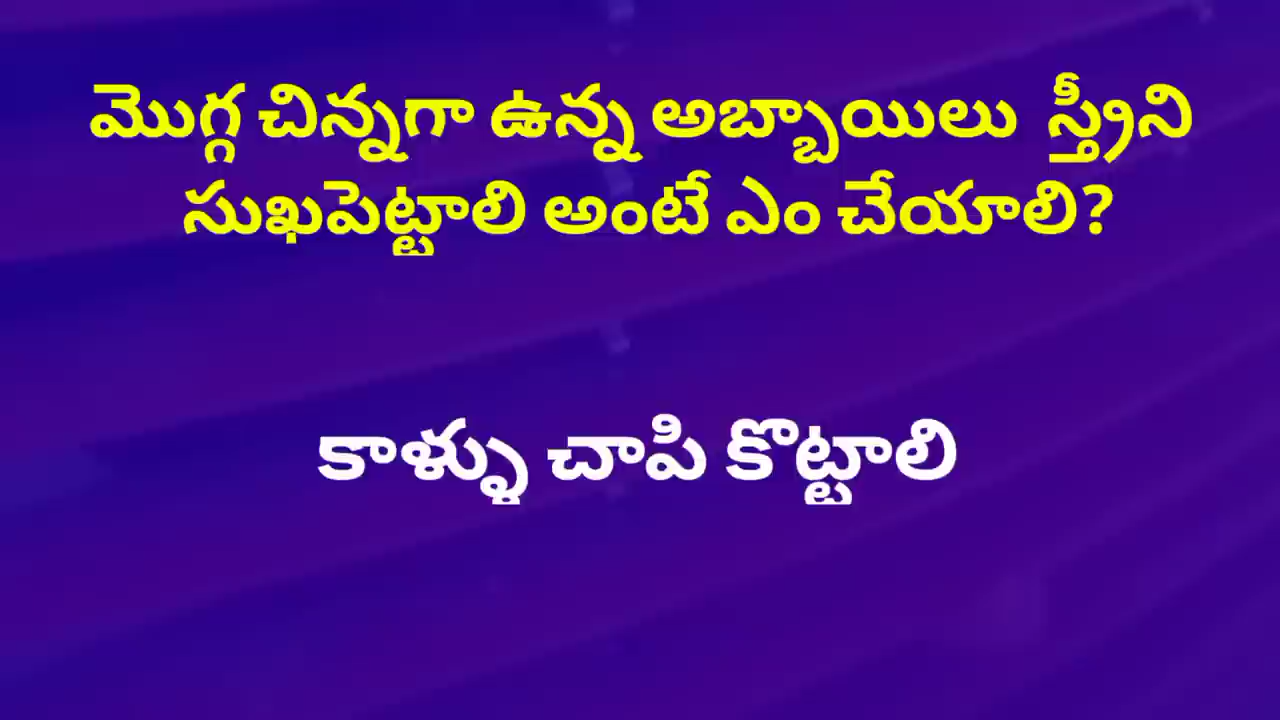 మొగ్గ చిన్నగా ఉన్న అబ్బాయిలు స్త్రీని
సుఖపెట్టాలి అంటే ఎం చేయాలి?
కాళ్ళు చాపి కొట్టాలి